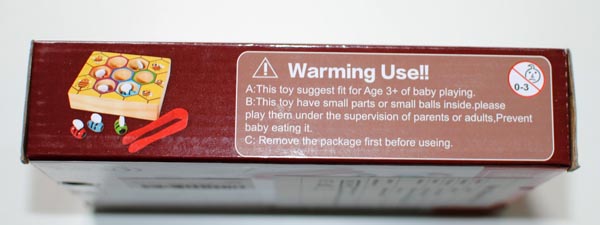 Warning Use!!
0-3
A:This toy suggest fit for Age 3+ of baby playing.
B:This toy have small parts or small balls inside.please
play them under the supervision of parents or adults,Prevent
baby eating it.
C: Remove the package first before useing.